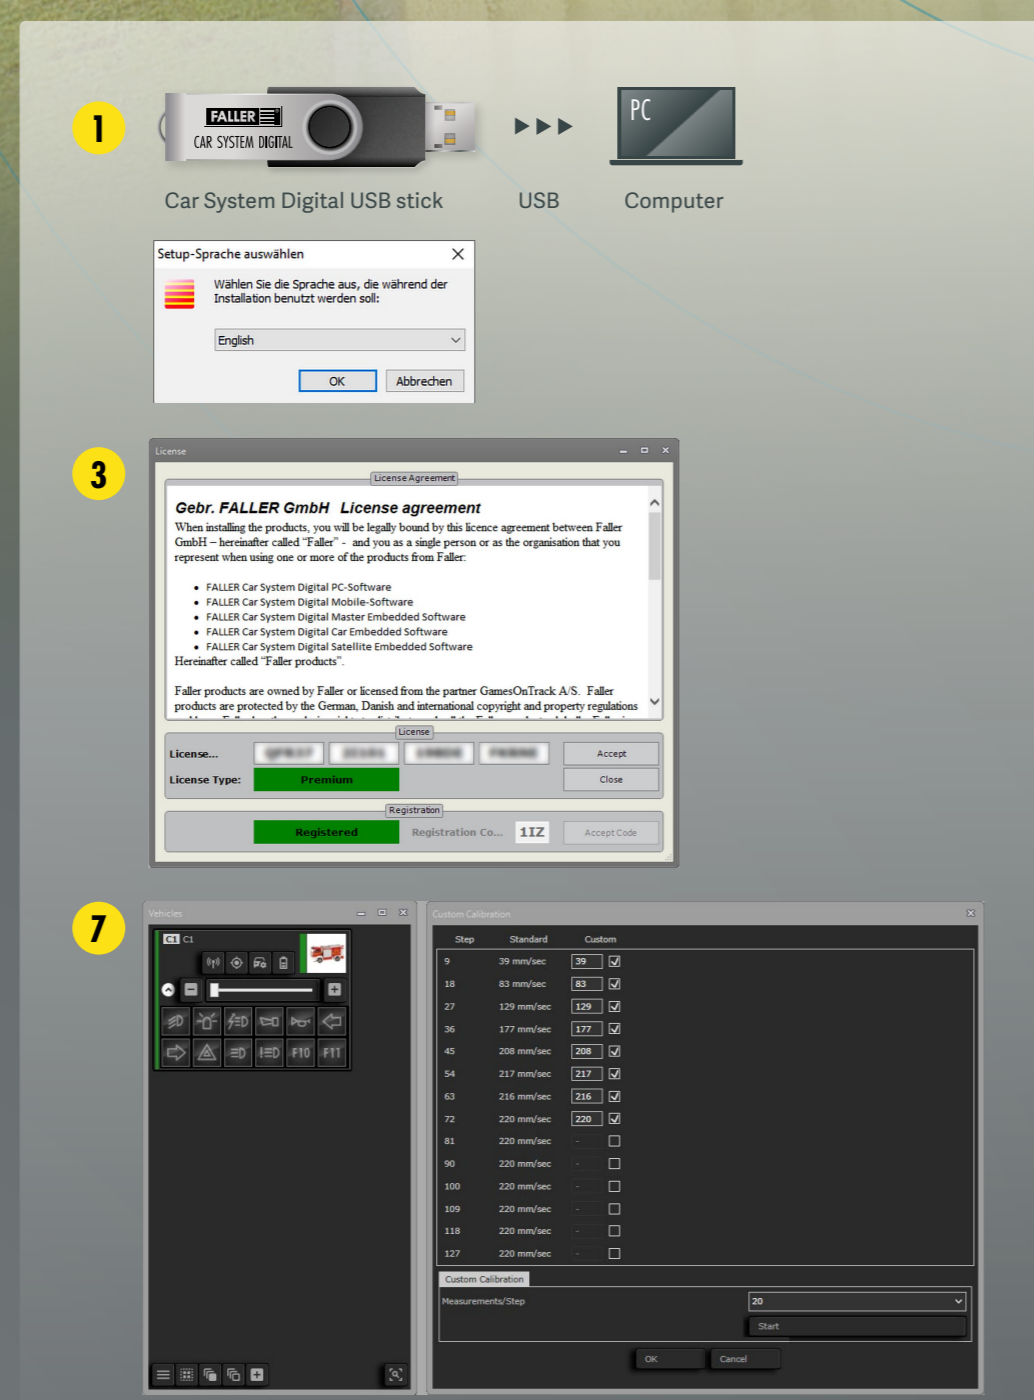 1
FALLER
CAR SYSTEM DIGITAL
PC
Car System Digital USB stick
USB
Computer
Setup-Sprache auswählen
Wählen Sie die Sprache aus, die während der
Installation benutzt werden soll:
English
OK
Abbrechen
3
License
License Agreement
Gebr. FALLER GmbH License agreement
When installing the products, you will be legally bound by this licence agreement between Faller
GmbH – hereinafter called “Faller” - and you as a single person or as the organisation that you
represent when using one or more of the products from Faller:
• FALLER Car System Digital PC-Software
• FALLER Car System Digital Mobile-Software
• FALLER Car System Digital Master Embedded Software
• FALLER Car System Digital Car Embedded Software
• FALLER Car System Digital Satellite Embedded Software
Hereinafter called “Faller products”.
Faller products are owned by Faller or licensed from the partner GamesOnTrack A/S. Faller
products are protected by the German, Danish and international copyright and property regulations
License
License...
Accept
License Type: Premium
Close
Registration
Registered Registration Co... 1IZ Accept Code
7
Vehicles
C1 C1
F10 F11
Custom Calibration
Step Standard Custom
9 39 mm/sec 39
18 83 mm/sec 83
27 129 mm/sec 129
36 177 mm/sec 177
45 208 mm/sec 208
54 217 mm/sec 217
63 216 mm/sec 216
72 220 mm/sec 220
81 220 mm/sec -
90 220 mm/sec -
100 220 mm/sec -
109 220 mm/sec -
118 220 mm/sec -
127 220 mm/sec -
Custom Calibration
Measurements/Step 20
Start
OK Cancel